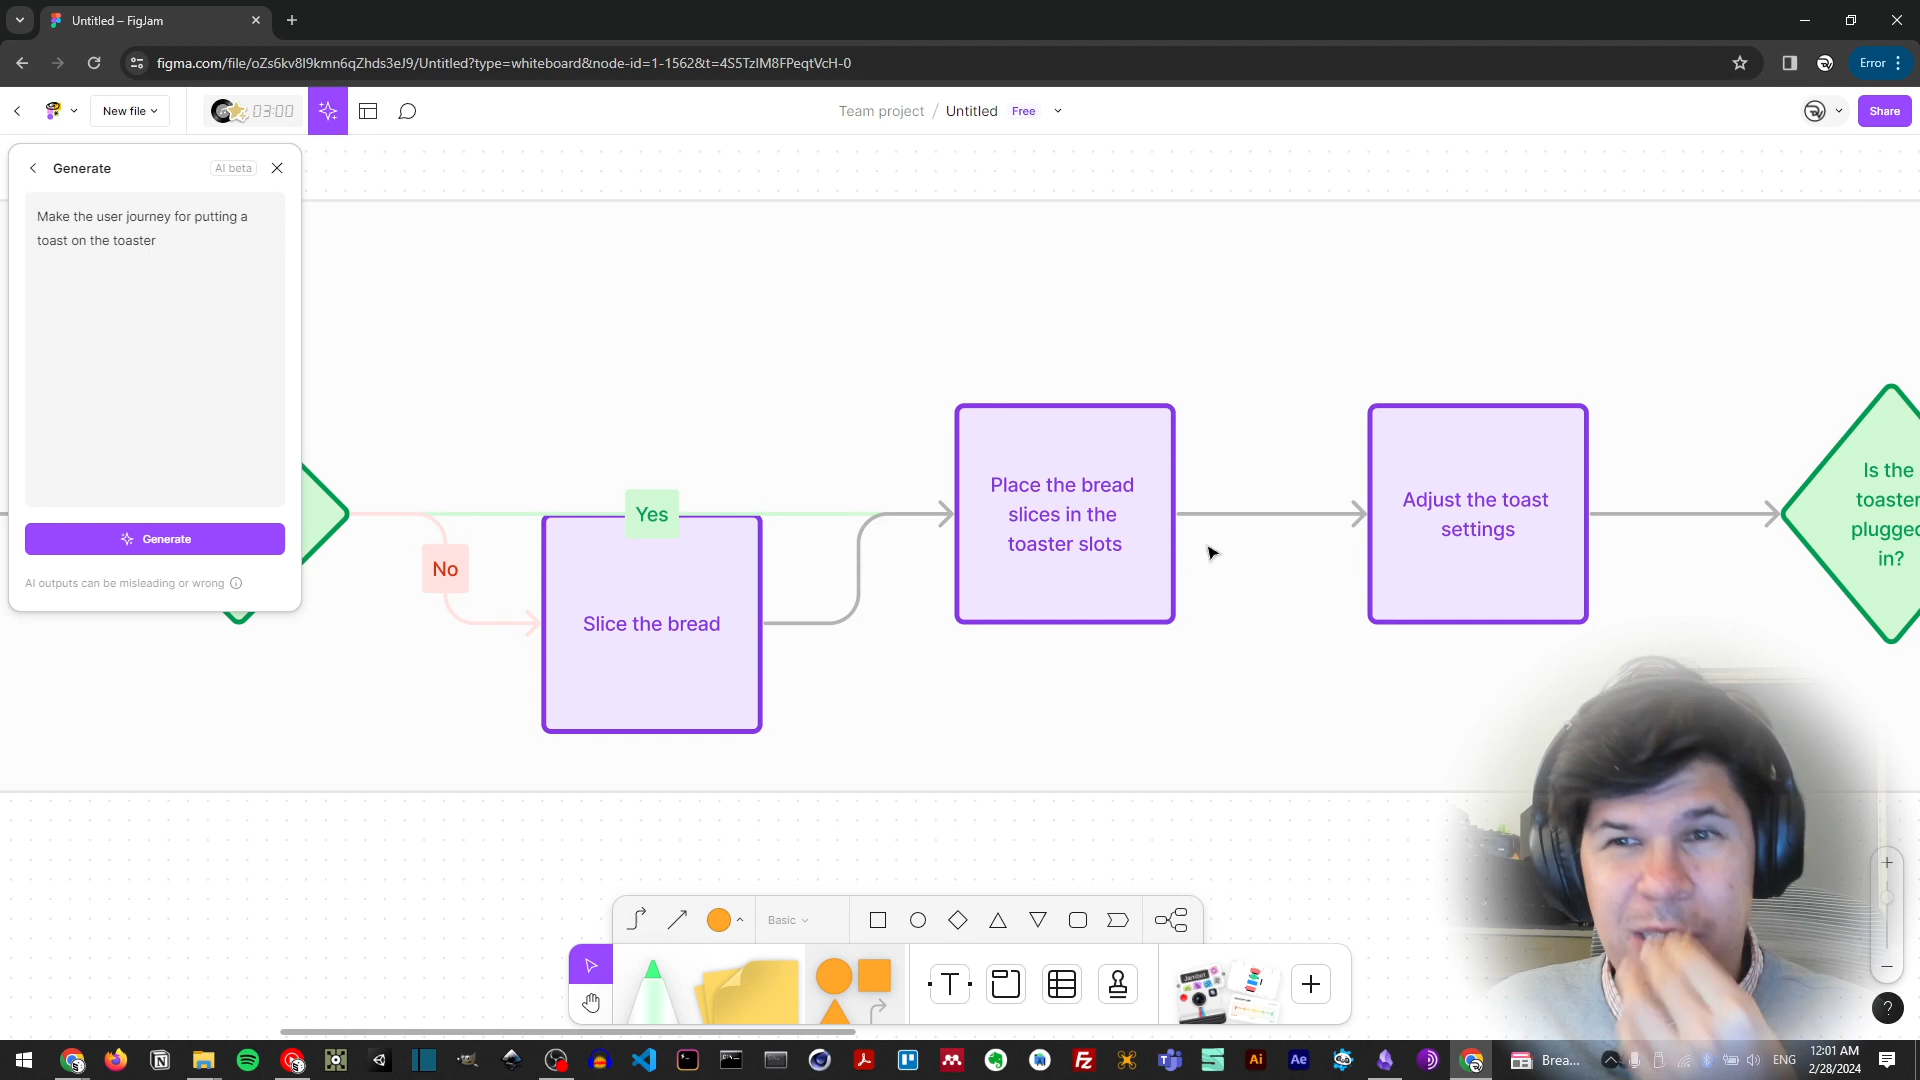 Untitled – FigJam
figma.com/file/oZs6kv8l9kmn6qZhds3eJ9/Untitled?type=whiteboard&node-id=1-1562&t=4S5TzIM8FPeqtVcH-0
Error
New file
03:00
Team project / Untitled Free
Share
Generate
AI beta
Make the user journey for putting a
toast on the toaster
Generate
AI outputs can be misleading or wrong
No
Yes
Slice the bread
Place the bread
slices in the
toaster slots
Adjust the toast
settings
Is the
toaster
plugged
in?
Basic
T
?
Ai
Ae
Brea...
ENG
12:01 AM
2/28/2024